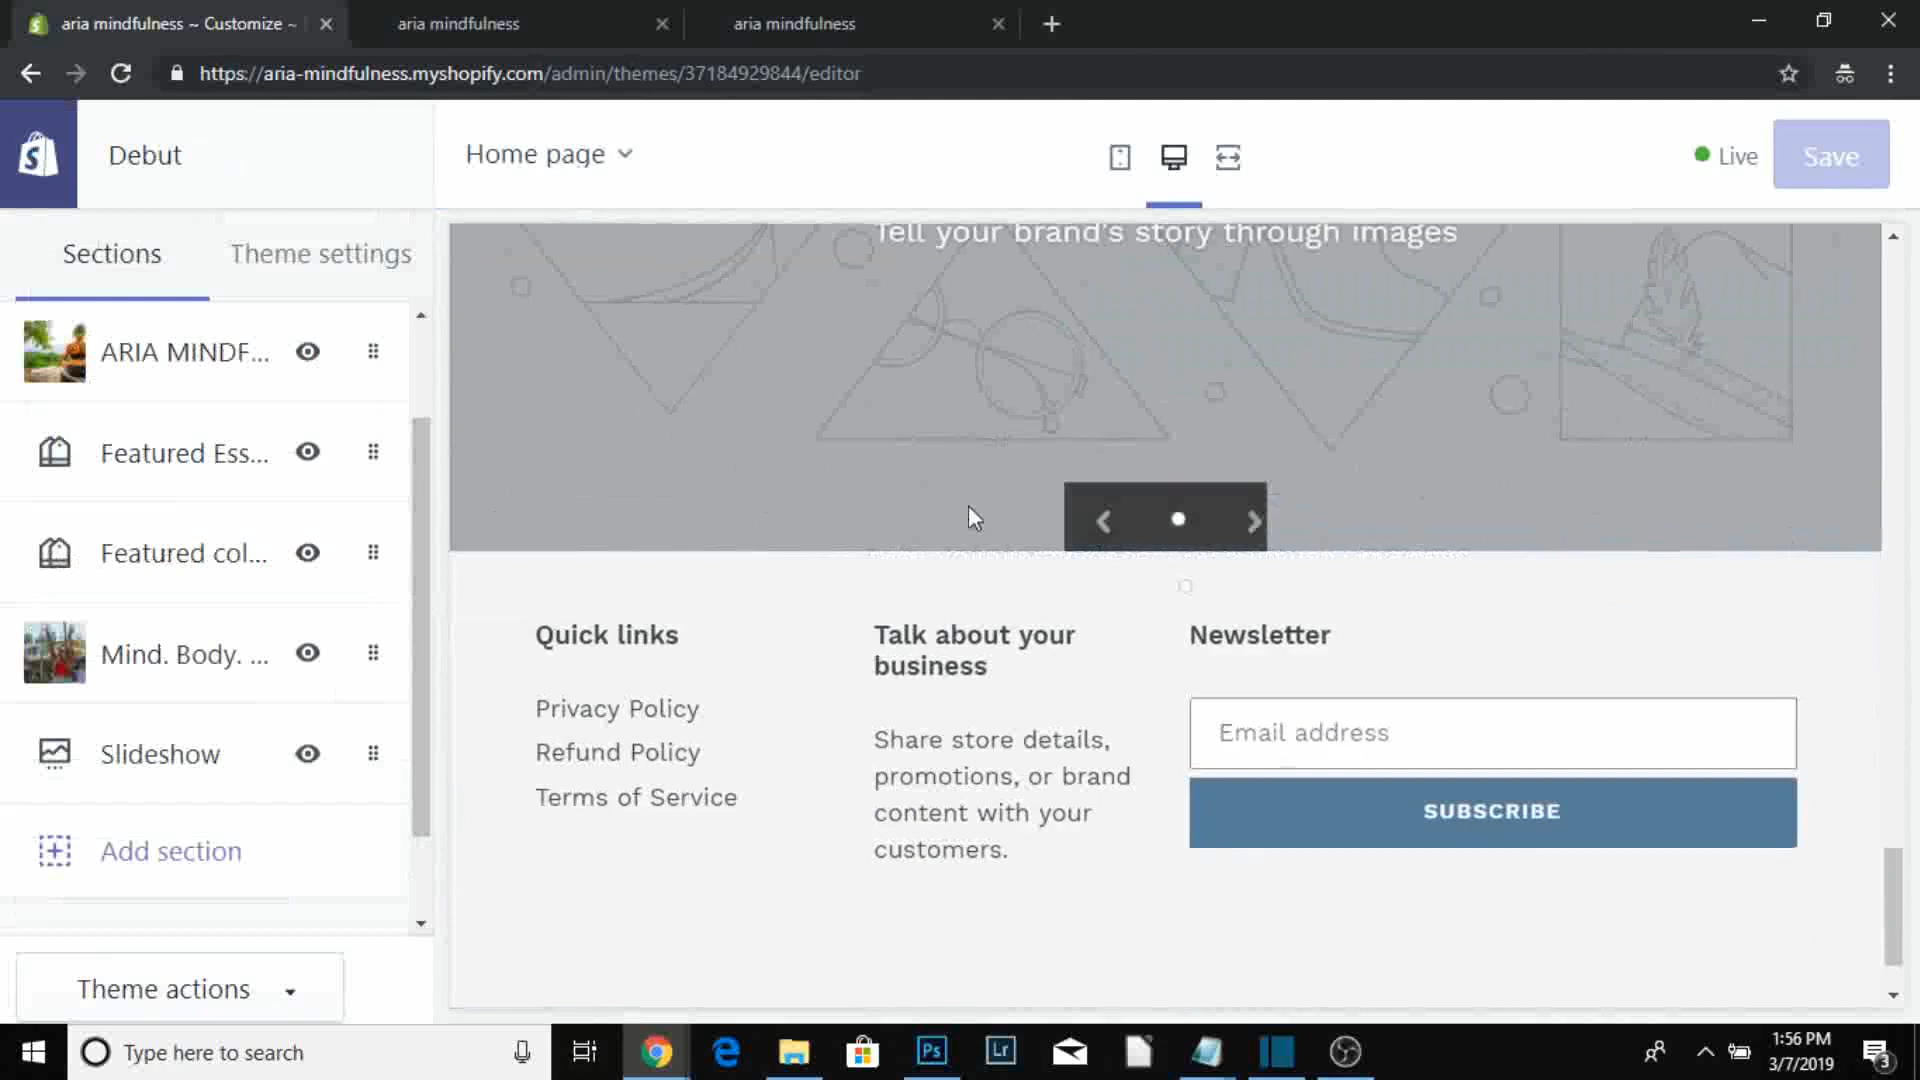 aria mindfulness ~ Customize ~
aria mindfulness
aria mindfulness
https://aria-mindfulness.myshopify.com/admin/themes/37184929844/editor
Debut
Home page
Live
Save
Sections
Theme settings
ARIA MINDF...
Featured Ess...
Featured col...
Mind. Body. ...
Slideshow
Add section
Theme actions
Tell your brand's story through images
Quick links
Privacy Policy
Refund Policy
Terms of Service
Talk about your
business
Share store details,
promotions, or brand
content with your
customers.
Newsletter
Email address
SUBSCRIBE
Type here to search
Ps
Lr
1:56 PM
3/7/2019
3